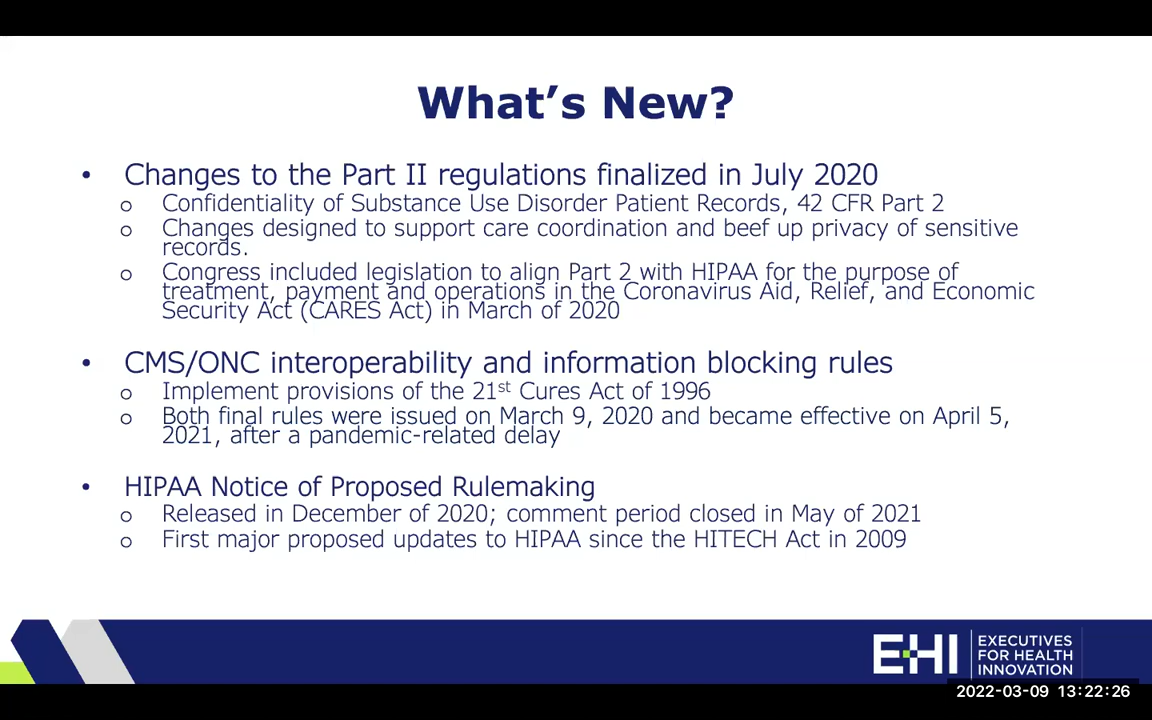 What’s New?
• Changes to the Part II regulations finalized in July 2020
o Confidentiality of Substance Use Disorder Patient Records, 42 CFR Part 2
o Changes designed to support care coordination and beef up privacy of sensitive
records.
o Congress included legislation to align Part 2 with HIPAA for the purpose of
treatment, payment and operations in the Coronavirus Aid, Relief, and Economic
Security Act (CARES Act) in March of 2020
• CMS/ONC interoperability and information blocking rules
o Implement provisions of the 21st Cures Act of 1996
o Both final rules were issued on March 9, 2020 and became effective on April 5,
2021, after a pandemic-related delay
• HIPAA Notice of Proposed Rulemaking
o Released in December of 2020; comment period closed in May of 2021
o First major proposed updates to HIPAA since the HITECH Act in 2009
EHI
EXECUTIVES
FOR HEALTH
INNOVATION
2022-03-09 13:22:26